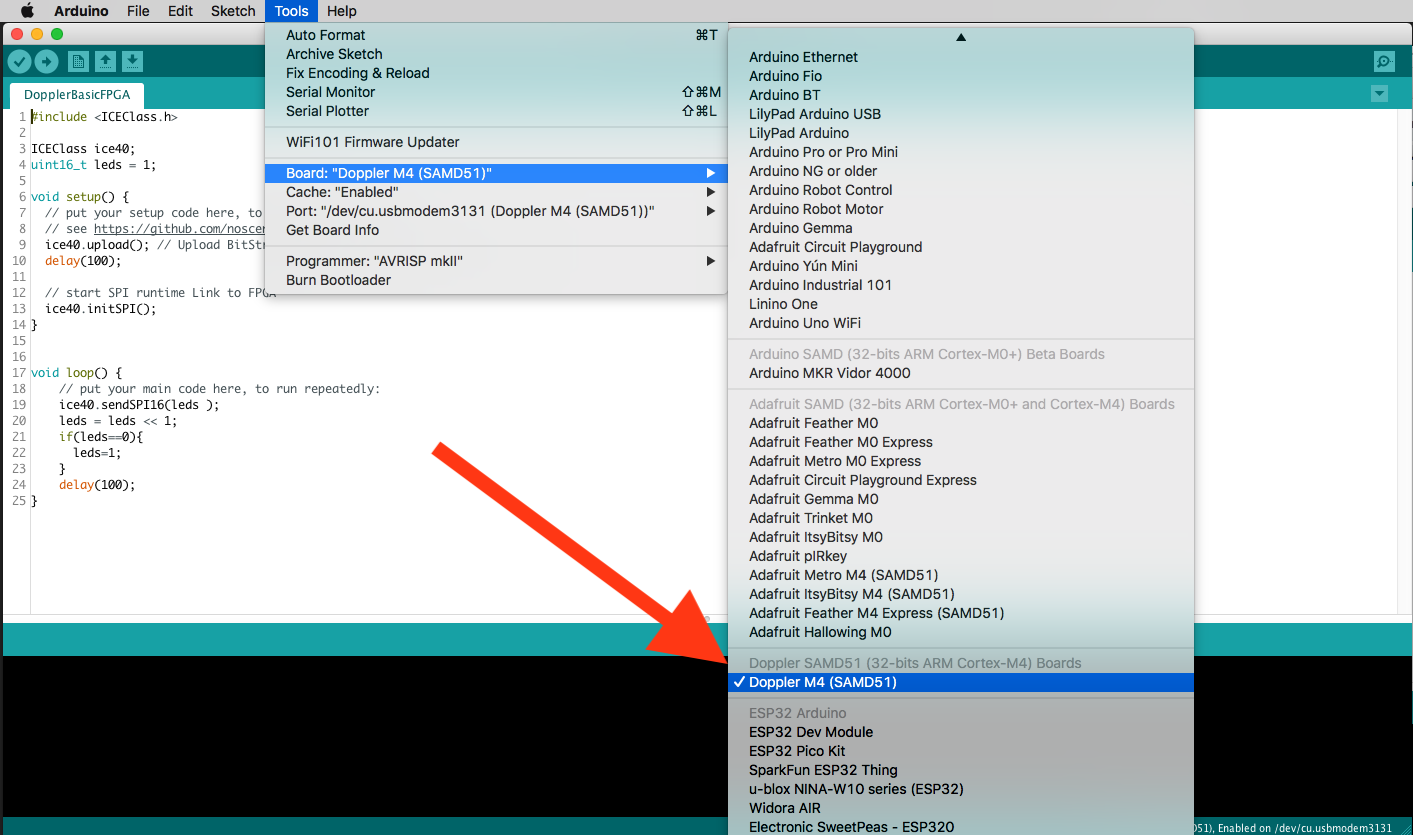 Arduino File Edit Sketch Tools Help
DopplerBasicFPGA
1 #include <ICEClass.h>
2
3 ICEClass ice40;
4 uint16_t leds = 1;
5
6 void setup() {
7 // put your setup code here, to
8 // see https://github.com/noscen
9 ice40.upload(); // Upload BitStr
10 delay(100);
11
12 // start SPI runtime Link to FPGA
13 ice40.initSPI();
14 }
15
16
17 void loop() {
18 // put your main code here, to run repeatedly:
19 ice40.sendSPI16(leds );
20 leds = leds << 1;
21 if(leds==0){
22 leds=1;
23 }
24 delay(100);
25 }
Auto Format ⌘T
Archive Sketch
Fix Encoding & Reload
Serial Monitor ⇧⌘M
Serial Plotter ⇧⌘L
WiFi101 Firmware Updater
Board: "Doppler M4 (SAMD51)"
Cache: "Enabled"
Port: "/dev/cu.usbmodem3131 (Doppler M4 (SAMD51))"
Get Board Info
Programmer: "AVRISP mkII"
Burn Bootloader
Arduino Ethernet
Arduino Fio
Arduino BT
LilyPad Arduino USB
LilyPad Arduino
Arduino Pro or Pro Mini
Arduino NG or older
Arduino Robot Control
Arduino Robot Motor
Arduino Gemma
Adafruit Circuit Playground
Arduino Yún Mini
Arduino Industrial 101
Linino One
Arduino Uno WiFi
Arduino SAMD (32-bits ARM Cortex-M0+) Beta Boards
Arduino MKR Vidor 4000
Adafruit SAMD (32-bits ARM Cortex-M0+ and Cortex-M4) Boards
Adafruit Feather M0
Adafruit Feather M0 Express
Adafruit Metro M0 Express
Adafruit Circuit Playground Express
Adafruit Gemma M0
Adafruit Trinket M0
Adafruit ItsyBitsy M0
Adafruit pIRkey
Adafruit Metro M4 (SAMD51)
Adafruit ItsyBitsy M4 (SAMD51)
Adafruit Feather M4 Express (SAMD51)
Adafruit Hallowing M0
Doppler SAMD51 (32-bits ARM Cortex-M4) Boards
✓ Doppler M4 (SAMD51)
ESP32 Arduino
ESP32 Dev Module
ESP32 Pico Kit
SparkFun ESP32 Thing
u-blox NINA-W10 series (ESP32)
Widora AIR
Electronic SweetPeas - ESP320
D51), Enabled on /dev/cu.usbmodem3131